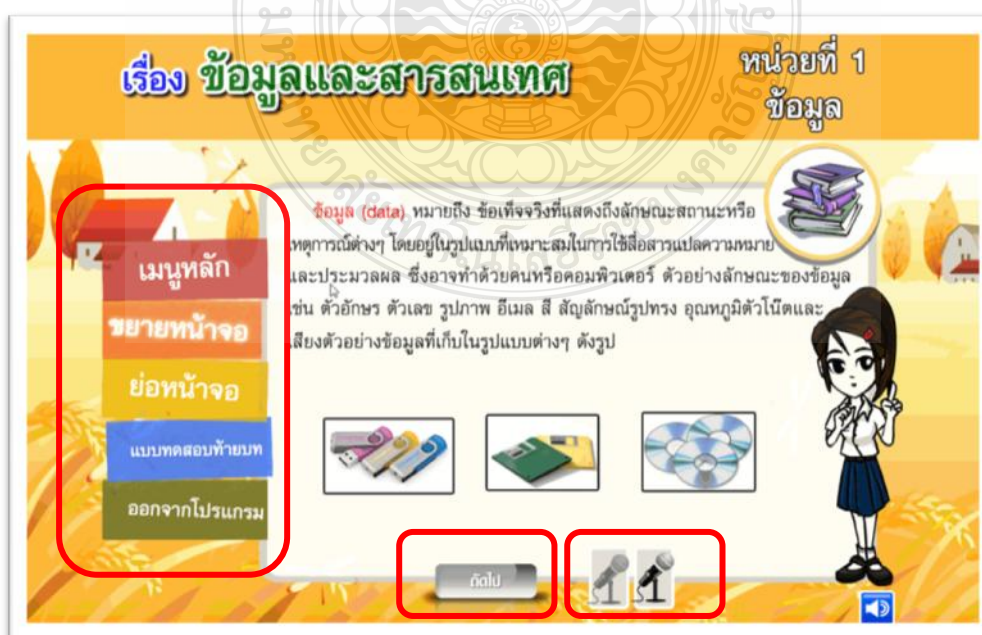 เรื่อง ข้อมูลและสารสนเทศ
หน่วยที่ 1
ข้อมูล
ข้อมูล (data) หมายถึง ข้อเท็จจริงที่แสดงถึงลักษณะสถานะหรือ
เหตุการณ์ต่างๆ โดยอยู่ในรูปแบบที่เหมาะสมในการใช้สื่อสารแปลความหมาย
และประมวลผล ซึ่งอาจทำด้วยคนหรือคอมพิวเตอร์ ตัวอย่างลักษณะของข้อมูล
เช่น ตัวอักษร ตัวเลข รูปภาพ อีเมล สี สัญลักษณ์รูปทรง อุณหภูมิตัวโน๊ตและ
เสียงตัวอย่างข้อมูลที่เก็บในรูปแบบต่างๆ ดังรูป
เมนูหลัก
ขยายหน้าจอ
ย่อหน้าจอ
แบบทดสอบท้ายบท
ออกจากโปรแกรม
ถัดไป